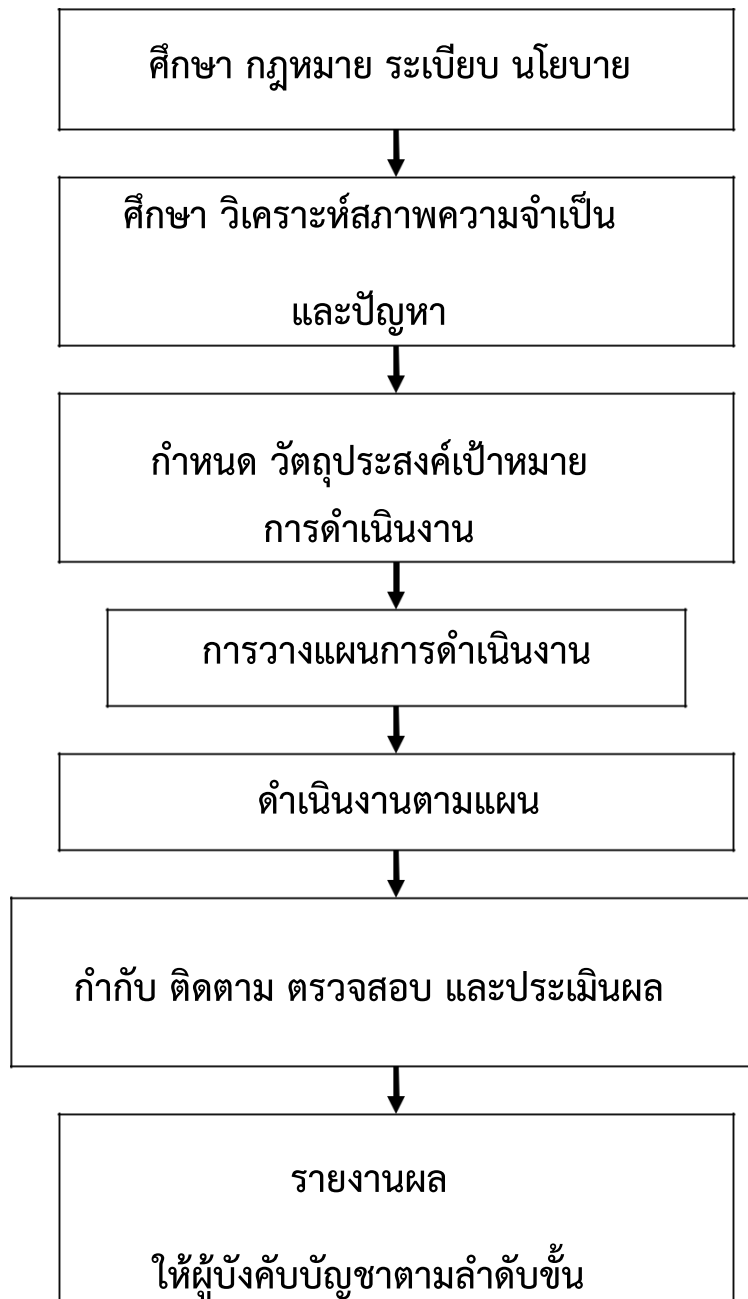 ศึกษา กฎหมาย ระเบียบ นโยบาย
ศึกษา วิเคราะห์สภาพความจำเป็น
และปัญหา
กำหนด วัตถุประสงค์เป้าหมาย
การดำเนินงาน
การวางแผนการดำเนินงาน
ดำเนินงานตามแผน
กำกับ ติดตาม ตรวจสอบ และประเมินผล
รายงานผล
ให้ผู้บังคับบัญชาตามลำดับขั้น